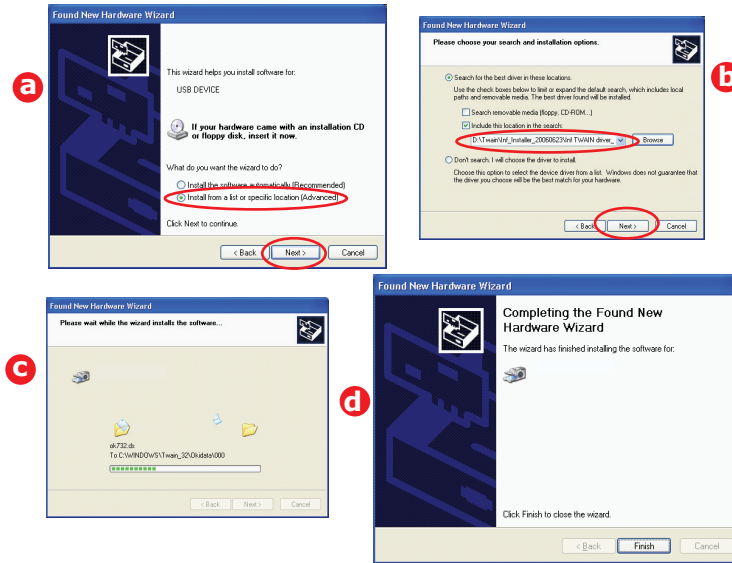 a
Found New Hardware Wizard
This wizard helps you install software for:
USB DEVICE
If your hardware came with an installation CD
or floppy disk, insert it now.
What do you want the wizard to do?
Install the software automatically (Recommended)
Install from a list or specific location (Advanced)
Click Next to continue.
< Back
Next >
Cancel
b
Found New Hardware Wizard
Please choose your search and installation options.
Search for the best driver in these locations.
Use the check boxes below to limit or expand the default search, which includes local
paths and removable media. The best driver found will be installed.
Search removable media (floppy, CD-ROM...)
Include this location in the search:
D:\Twain\Inf_Installer_20060623\Inf TWAIN driver_
Browse
Don't search. I will choose the driver to install.
Choose this option to select the device driver from a list. Windows does not guarantee that
the driver you choose will be the best match for your hardware.
< Back
Next >
Cancel
c
Found New Hardware Wizard
Please wait while the wizard installs the software...
ok732.ds
To C:\WINDOWS\Twain_32\Okidata\000
< Back
Next >
Cancel
d
Found New Hardware Wizard
Completing the Found New
Hardware Wizard
The wizard has finished installing the software for:
Click Finish to close the wizard.
< Back
Finish
Cancel